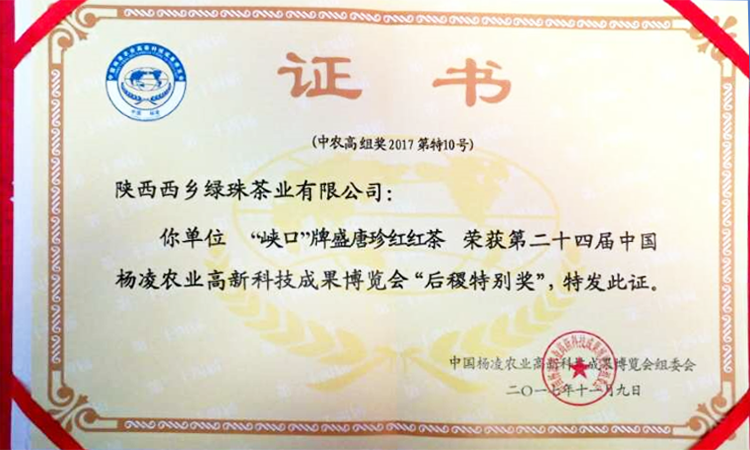 证 书
(中农高组奖2017第特10号)
陕西西乡绿珠茶业有限公司：
你单位 “峡口”牌盛唐珍红红茶 荣获第二十四届中国
杨凌农业高新科技成果博览会“后稷特别奖”，特发此证。
中国杨凌农业高新科技成果博览会组委会
二〇一七年十一月九日